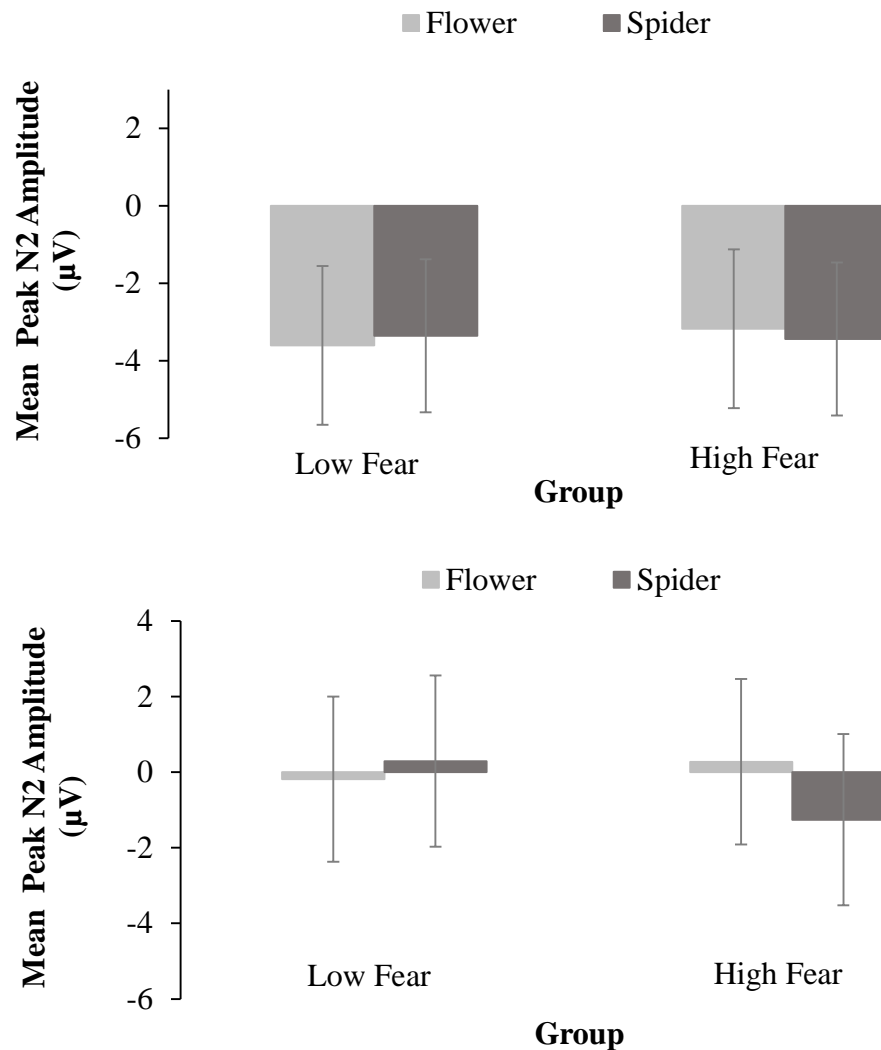 Flower Spider
Mean Peak N2 Amplitude
(µV)
2
0
-2
-4
-6
Low Fear High Fear
Group
Flower Spider
Mean Peak N2 Amplitude
(µV)
4
2
0
-2
-4
-6
Low Fear High Fear
Group